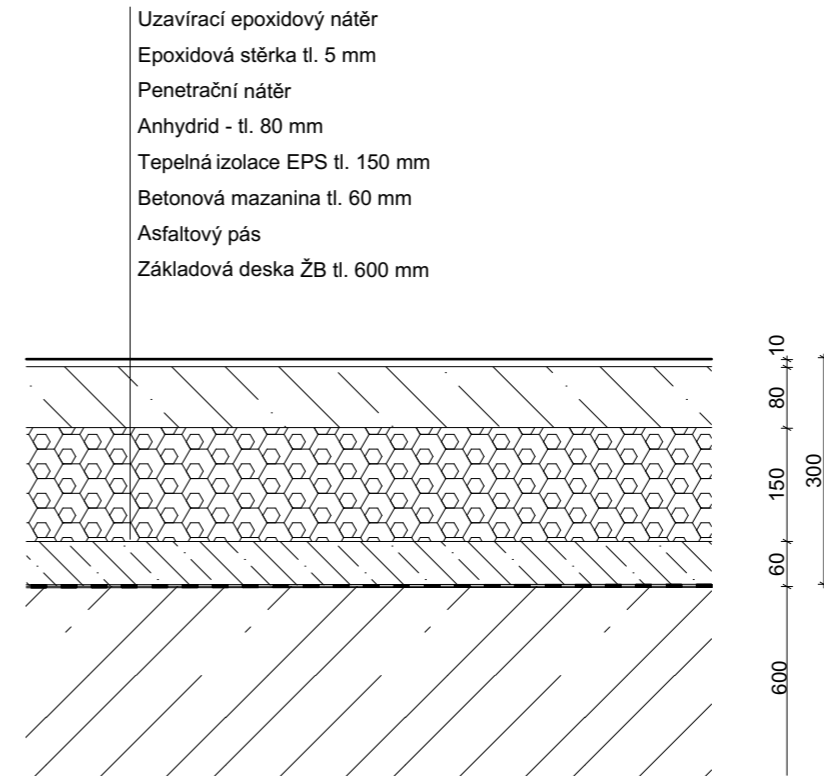 Uzavírací epoxidový nátěr
Epoxidová stěrka tl. 5 mm
Penetrační nátěr
Anhydrid - tl. 80 mm
Tepelná izolace EPS tl. 150 mm
Betonová mazanina tl. 60 mm
Asfaltový pás
Základová deska ŽB tl. 600 mm
10
80
150
300
60
600